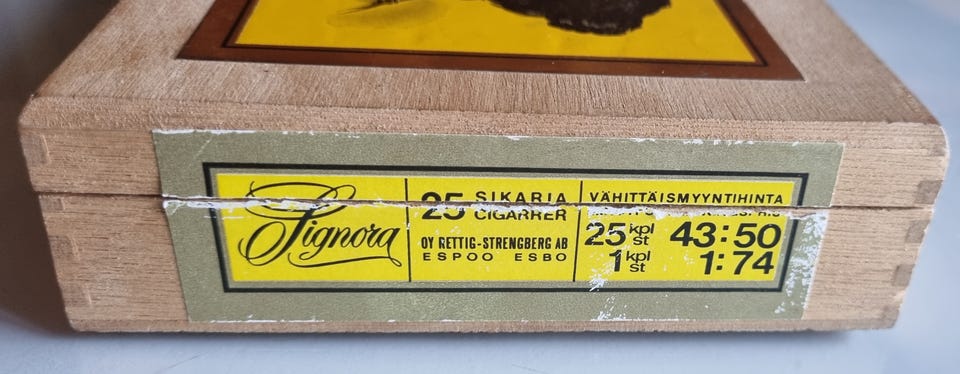 Signora
25 SIKARIA
CIGARRER
OY RETTIG-STRENGBERG AB
ESPOO ESBO
VÄHITTÄISMYYNTIHINTA
25 kpl st 43:50
1 kpl st 1:74